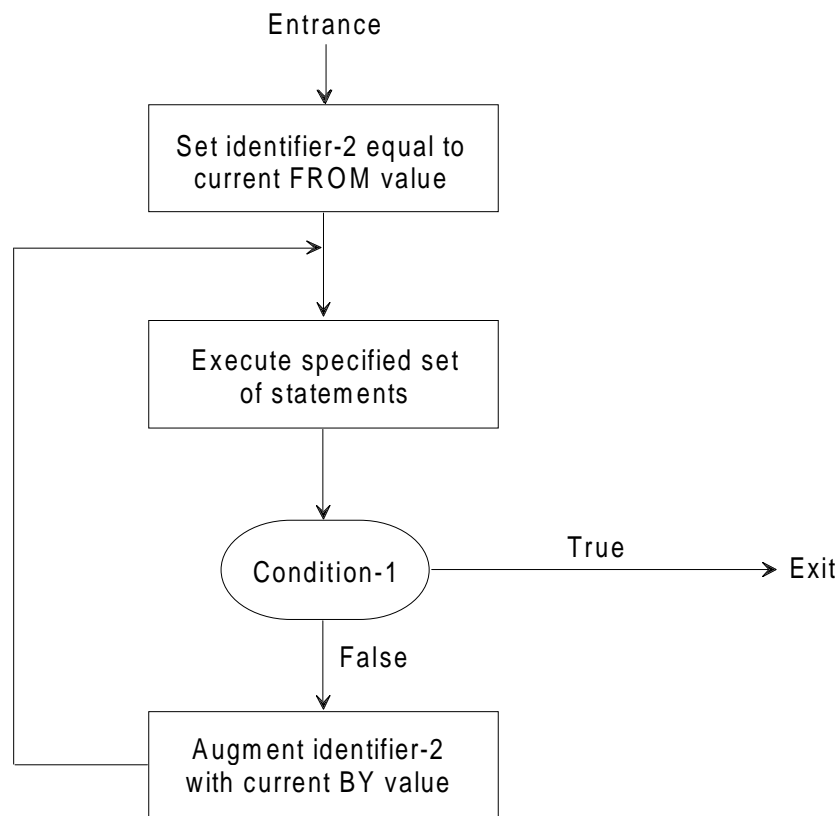 Entrance
Set identifier-2 equal to
current FROM value
Execute specified set
of statements
Condition-1
True
Exit
False
Augment identifier-2
with current BY value